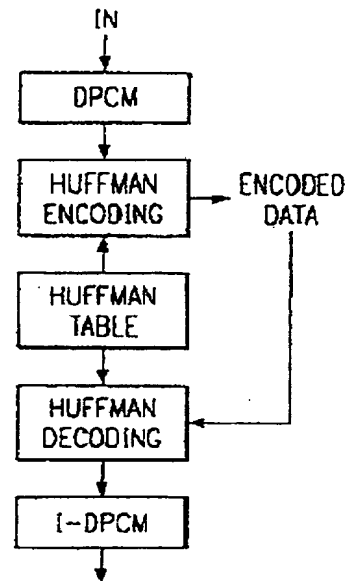 IN
DPCM
HUFFMAN
ENCODING
ENCODED
DATA
HUFFMAN
TABLE
HUFFMAN
DECODING
I-DPCM